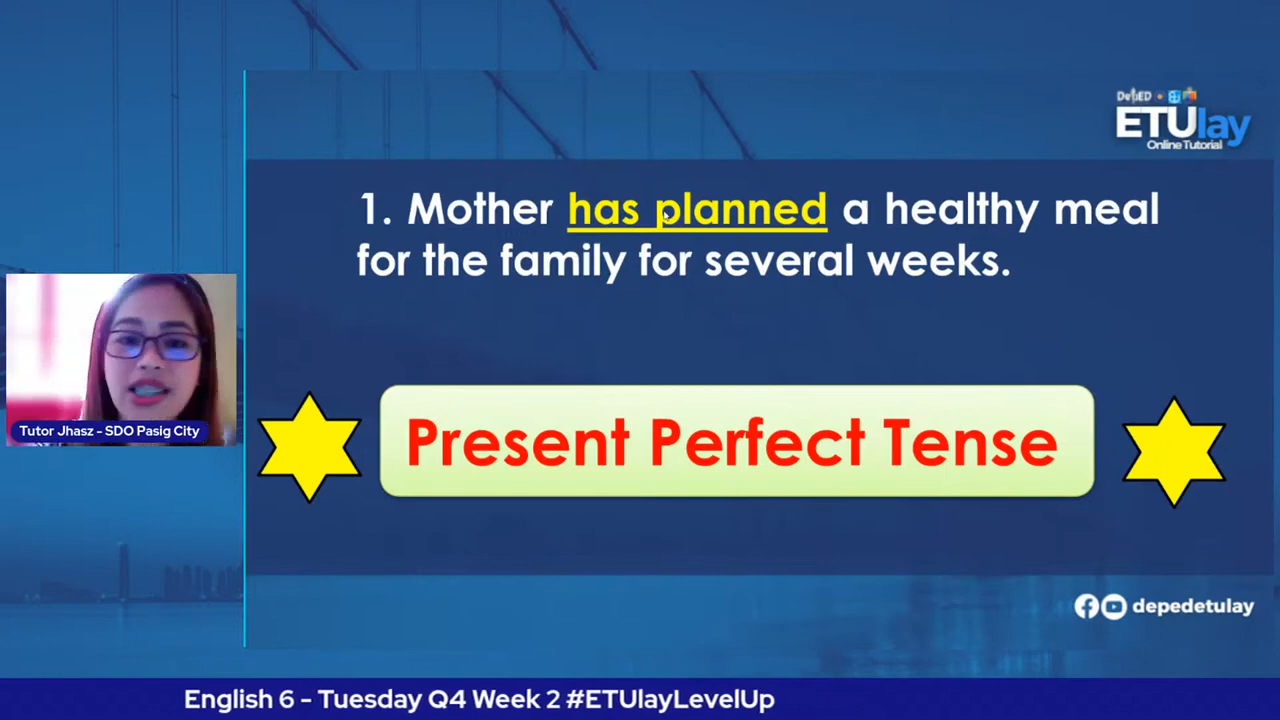 DepED
ETUlay
Online Tutorial
1. Mother has planned a healthy meal
for the family for several weeks.
Tutor Jhasz - SDO Pasig City
Present Perfect Tense
depedetulay
English 6 - Tuesday Q4 Week 2 #ETUlayLevelUp